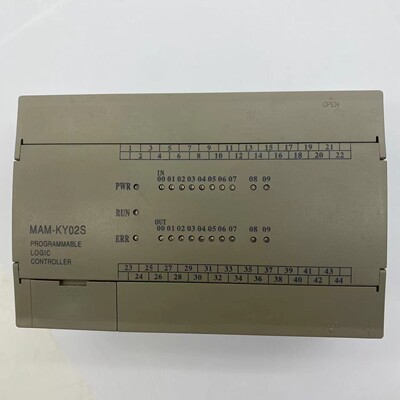 OPEN
1 3 5 7 9 11 13 15 17 19 21
2 4 6 8 10 12 14 16 18 20 22
IN
00 01 02 03 04 05 06 07 08 09
PWR
RUN
OUT
00 01 02 03 04 05 06 07 08 09
ERR
MAM-KY02S
PROGRAMMABLE
LOGIC
CONTROLLER
23 25 27 29 31 33 35 37 39 41 43
24 26 28 30 32 34 36 38 40 42 44